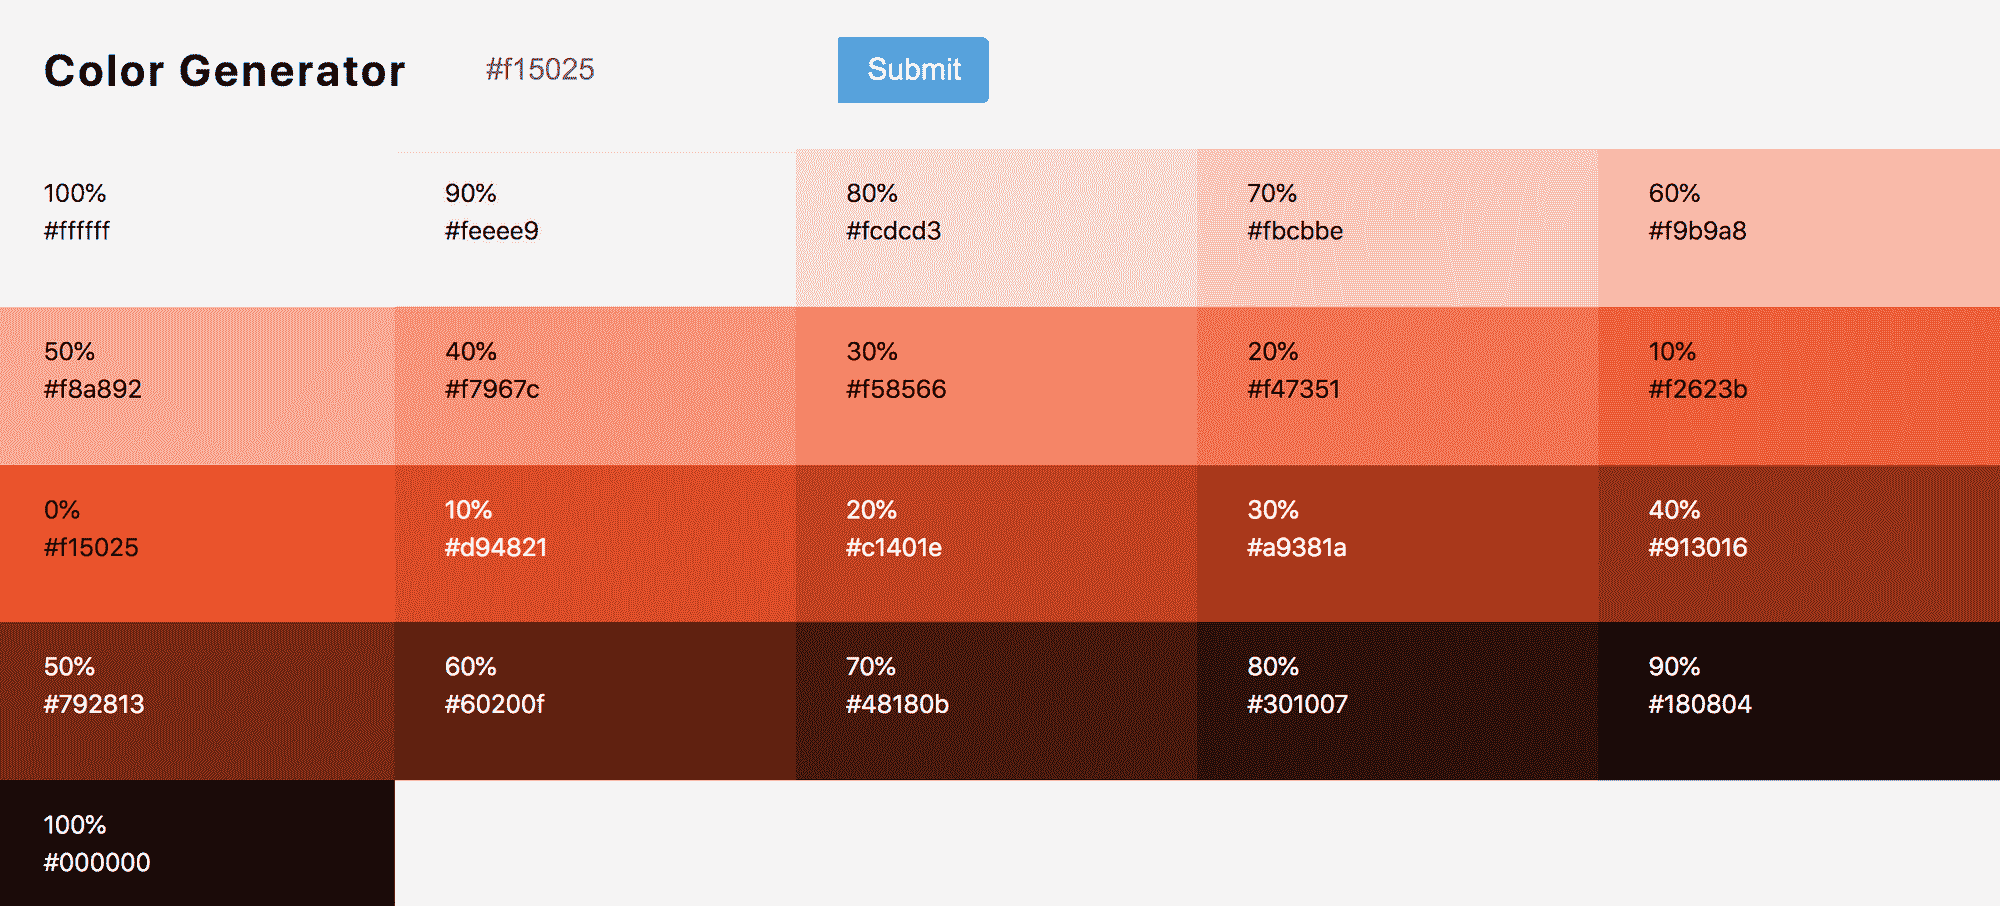 Color Generator #f15025 Submit
100% 90% 80% 70% 60%
#ffffff #feeee9 #fcdcd3 #fbcbbe #f9b9a8
50% 40% 30% 20% 10%
#f8a892 #f7967c #f58566 #f47351 #f2623b
0% 10% 20% 30% 40%
#f15025 #d94821 #c1401e #a9381a #913016
50% 60% 70% 80% 90%
#792813 #60200f #48180b #301007 #180804
100%
#000000